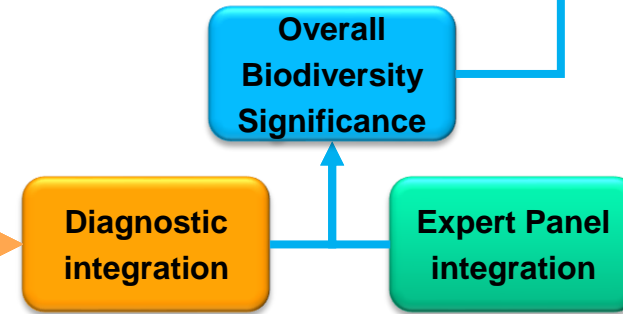 Overall
Biodiversity
Significance
Diagnostic
integration
Expert Panel
integration